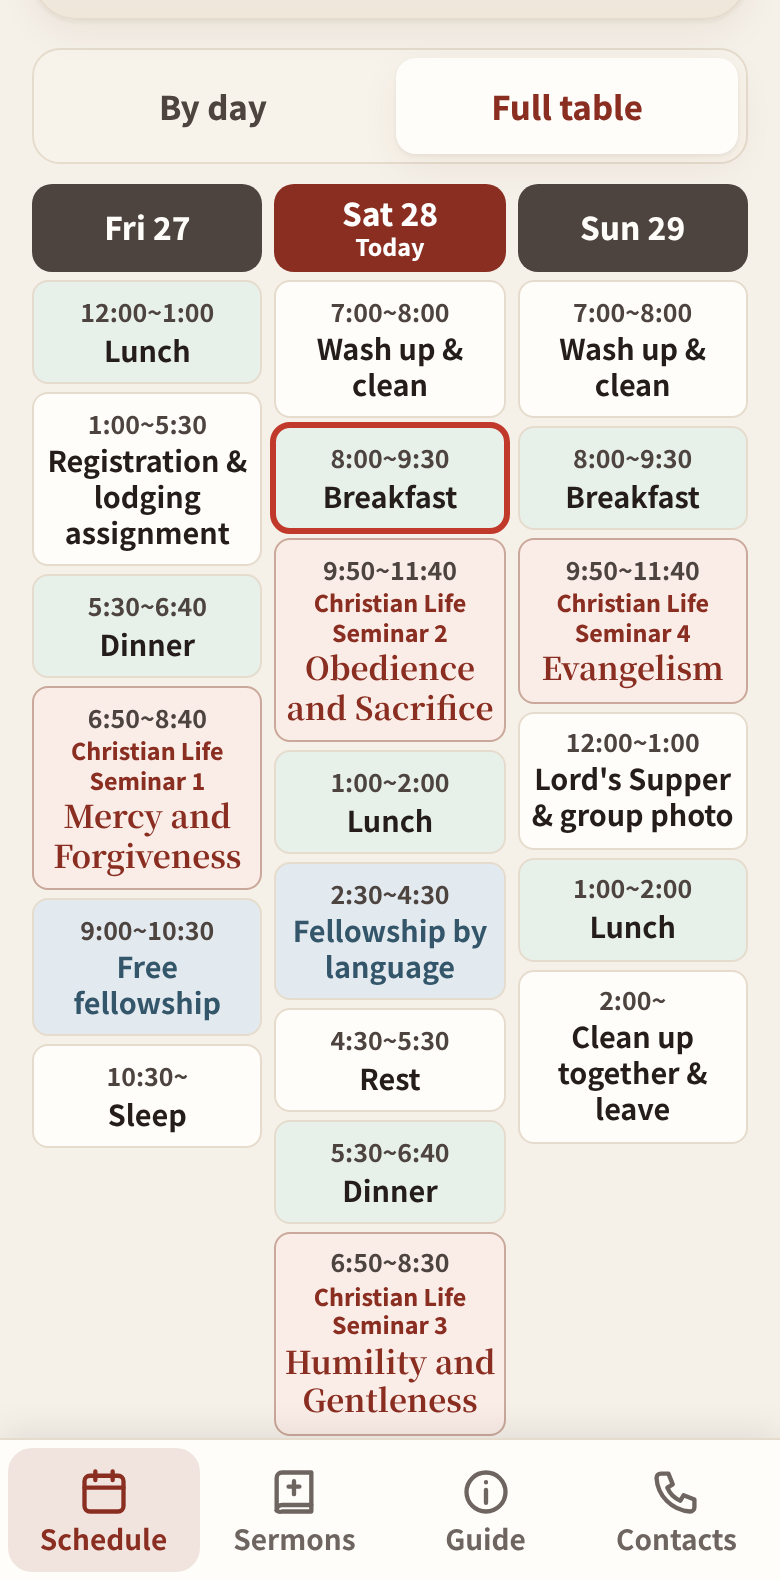 By day
Full table
Fri 27
12:00~1:00
Lunch
1:00~5:30
Registration &
lodging
assignment
5:30~6:40
Dinner
6:50~8:40
Christian Life
Seminar 1
Mercy and
Forgiveness
9:00~10:30
Free
fellowship
10:30~
Sleep
Sat 28
Today
7:00~8:00
Wash up &
clean
8:00~9:30
Breakfast
9:50~11:40
Christian Life
Seminar 2
Obedience
and Sacrifice
1:00~2:00
Lunch
2:30~4:30
Fellowship by
language
4:30~5:30
Rest
5:30~6:40
Dinner
6:50~8:30
Christian Life
Seminar 3
Humility and
Gentleness
Sun 29
7:00~8:00
Wash up &
clean
8:00~9:30
Breakfast
9:50~11:40
Christian Life
Seminar 4
Evangelism
12:00~1:00
Lord's Supper
& group photo
1:00~2:00
Lunch
2:00~
Clean up
together &
leave
Schedule
Sermons
Guide
Contacts